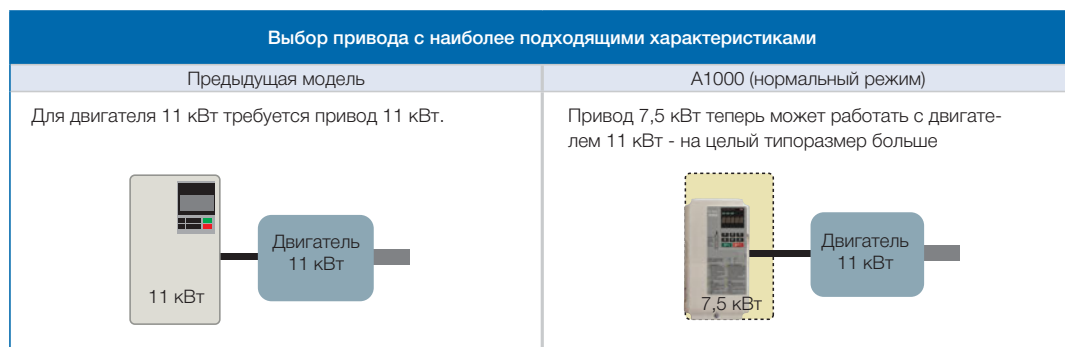 Выбор привода с наиболее подходящими характеристиками
Предыдущая модель
A1000 (нормальный режим)
Для двигателя 11 кВт требуется привод 11 кВт.
Привод 7,5 кВт теперь может работать с двигате-
лем 11 кВт - на целый типоразмер больше
Двигатель
11 кВт
11 кВт
Двигатель
11 кВт
7,5 кВт